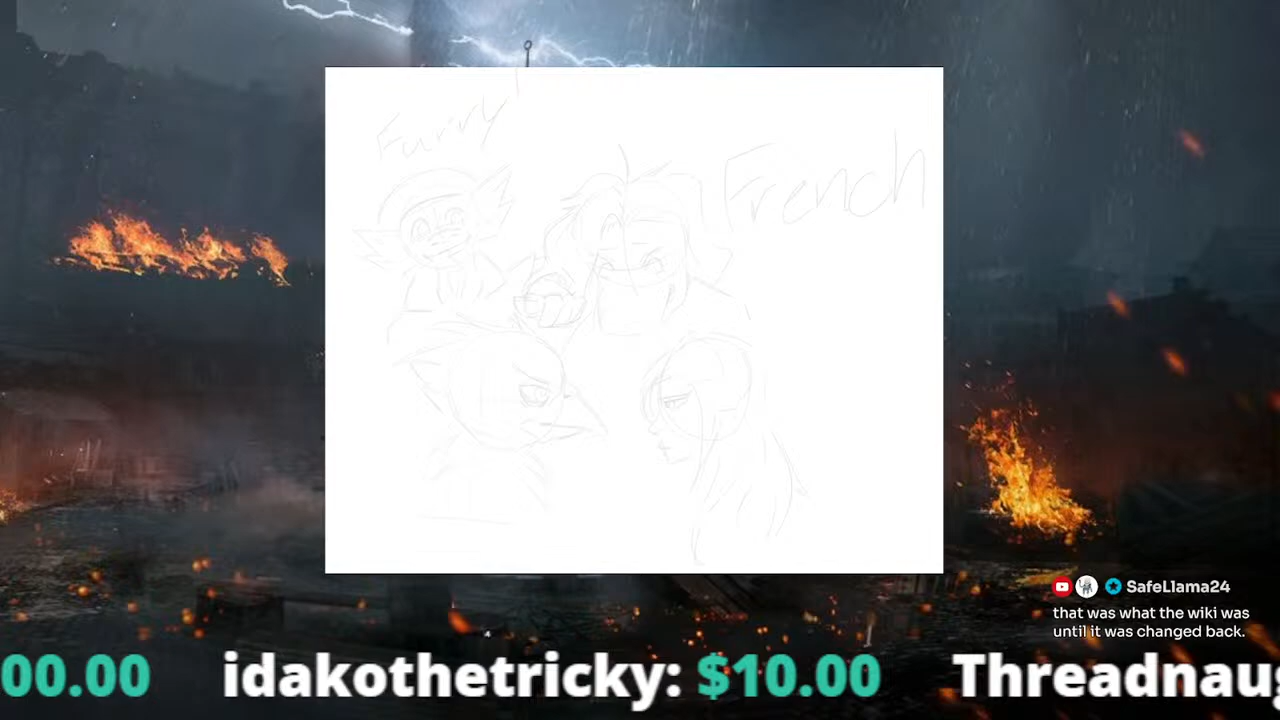 Furry
French
SafeLlama24
that was what the wiki was
until it was changed back.
00.00 idakothetricky: $10.00 Threadnaug